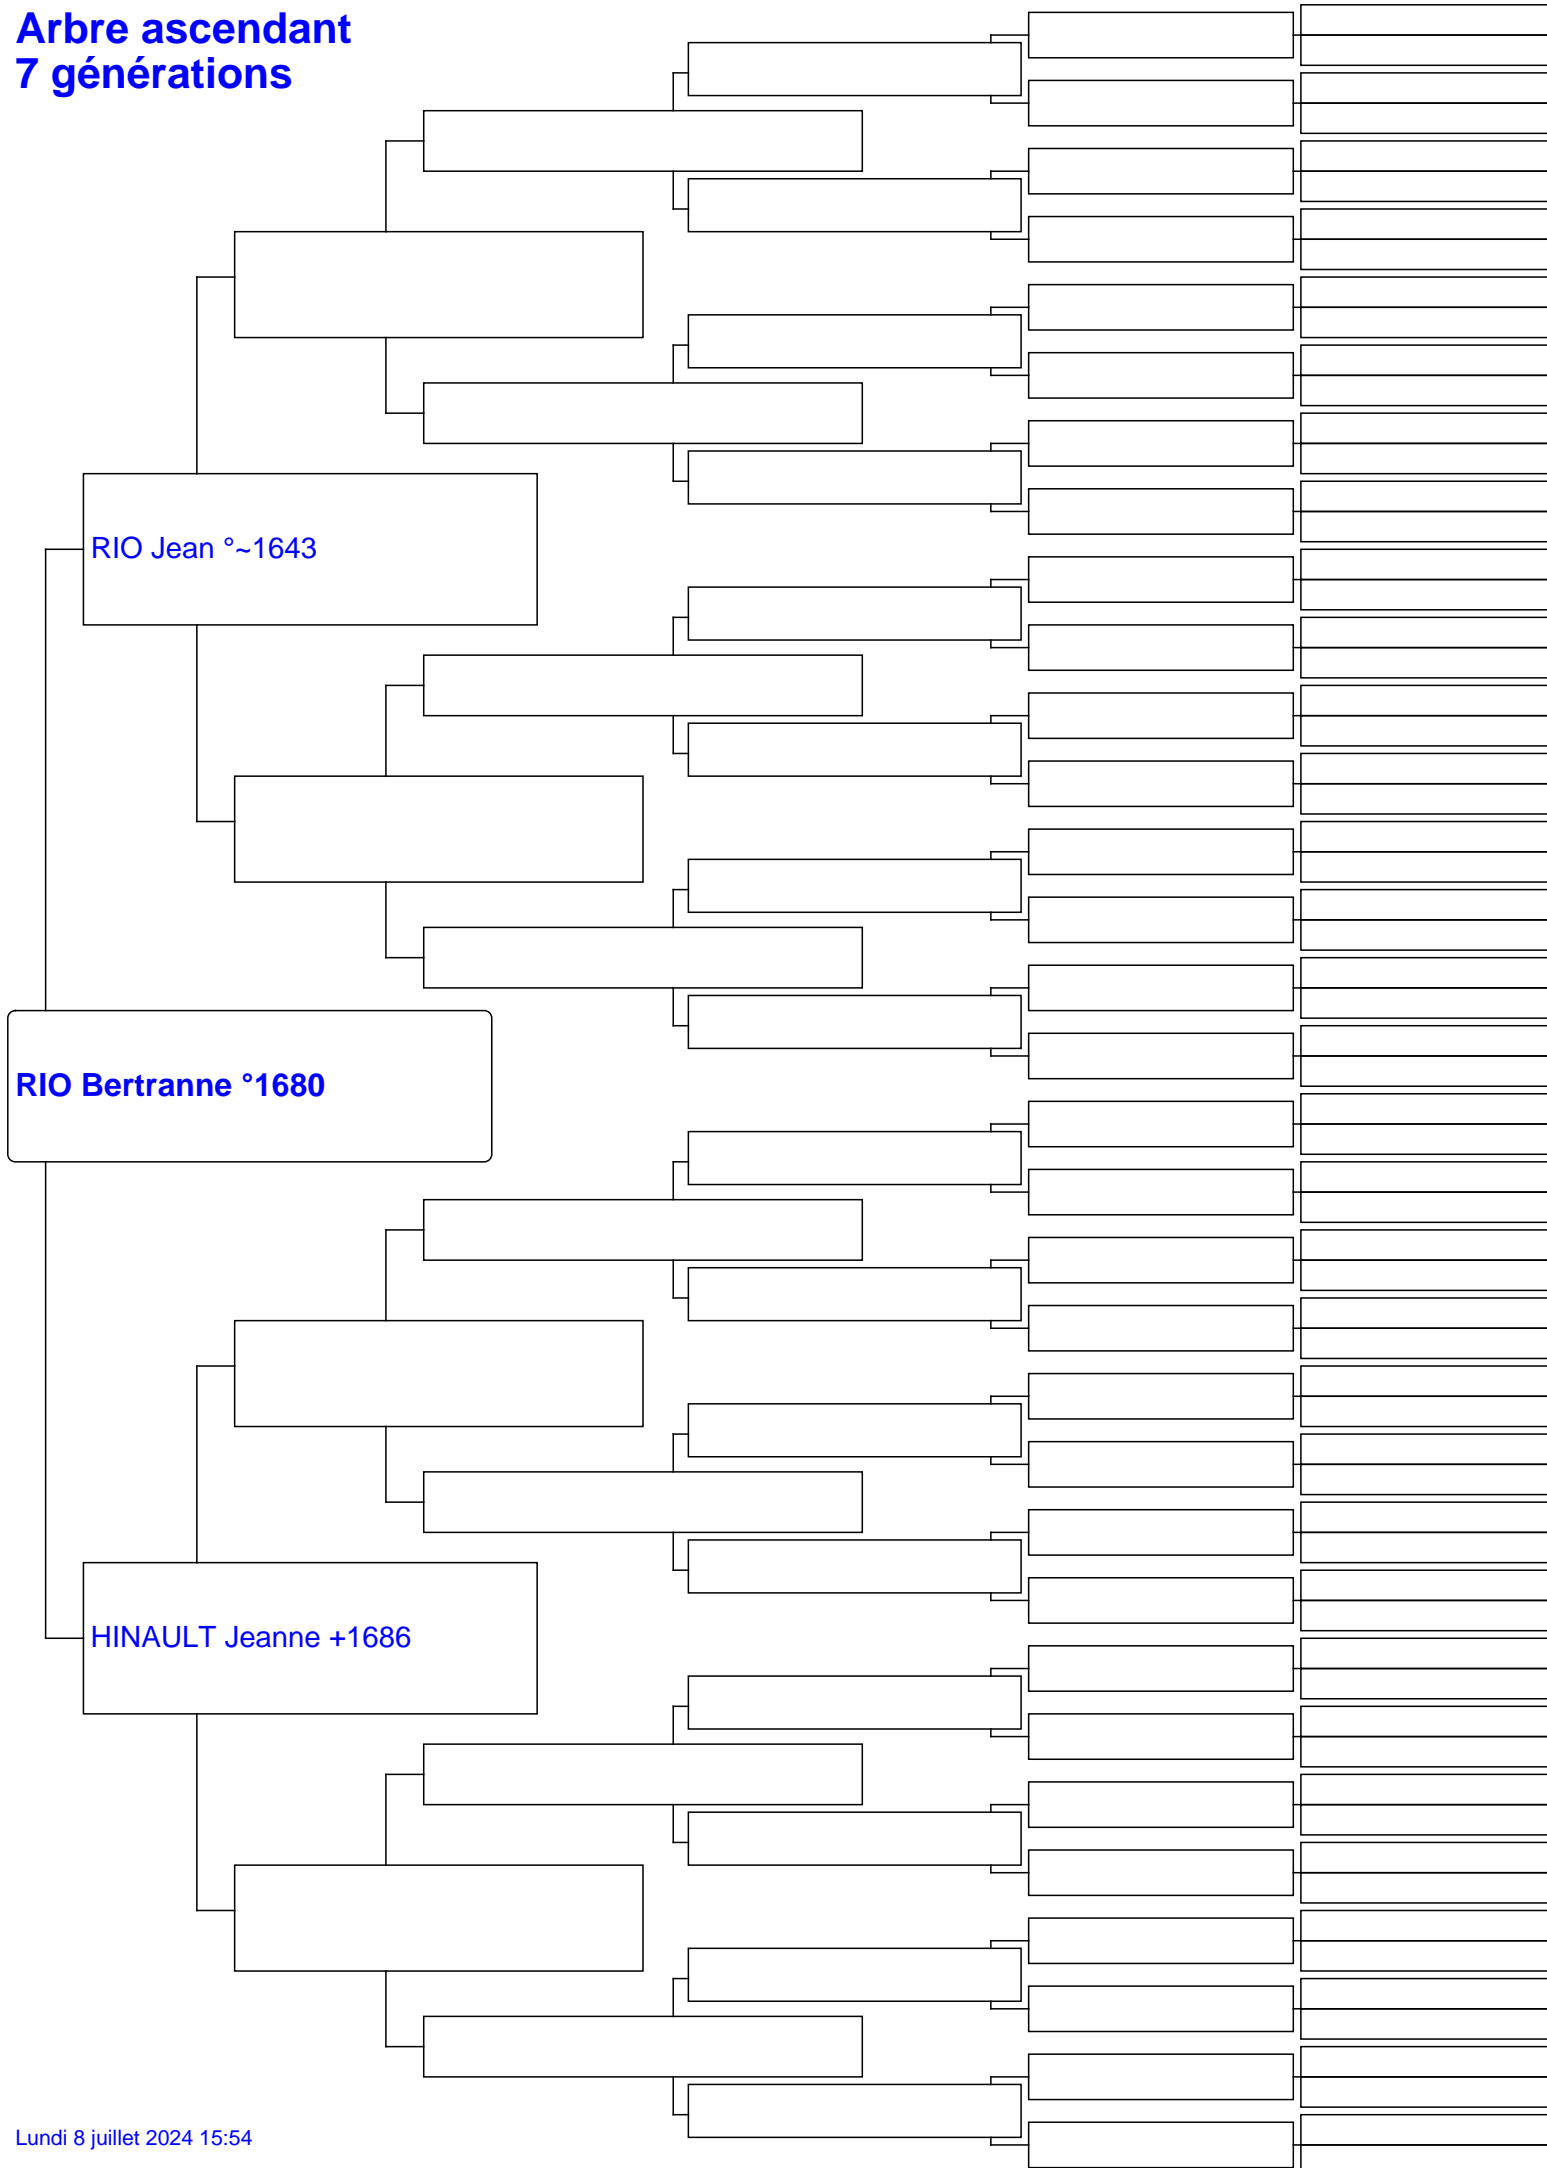 Arbre ascendant
7 générations
RIO Jean °~1643
RIO Bertranne °1680
HINAULT Jeanne +1686
Lundi 8 juillet 2024 15:54